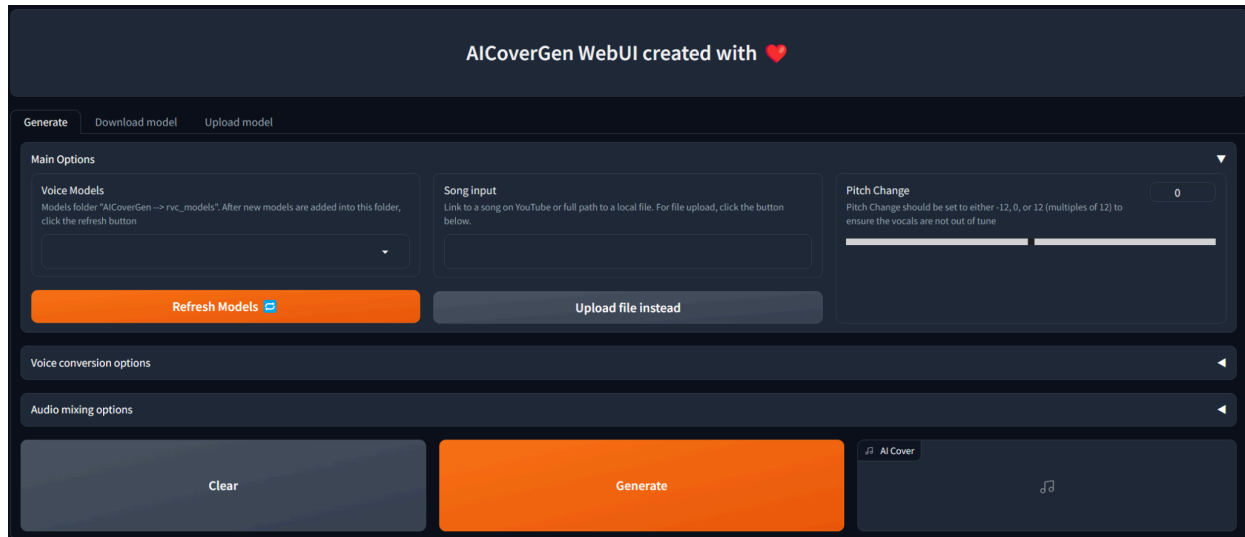 AICoverGen WebUI created with ❤️
Generate
Download model
Upload model
Main Options
Voice Models
Models folder "AICoverGen --> rvc_models". After new models are added into this folder,
click the refresh button
Refresh Models 🔁
Song input
Link to a song on YouTube or full path to a local file. For file upload, click the button
below.
Upload file instead
Pitch Change
0
Pitch Change should be set to either -12, 0, or 12 (multiples of 12) to
ensure the vocals are not out of tune
Voice conversion options
Audio mixing options
Clear
Generate
AI Cover